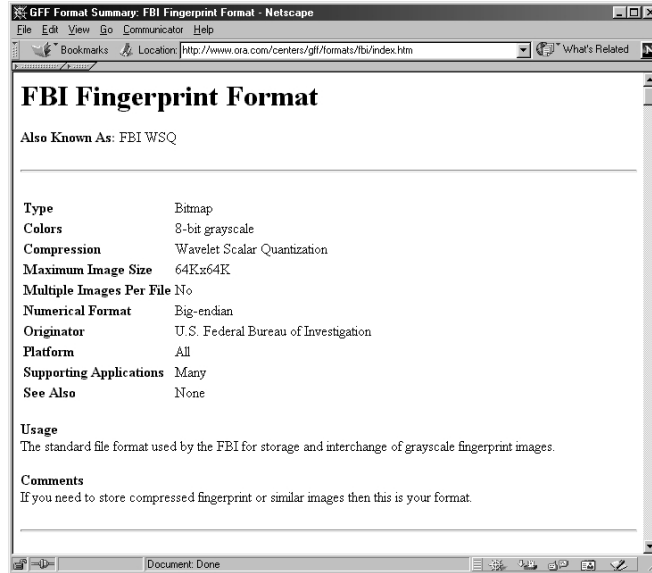 GFF Format Summary: FBI Fingerprint Format - Netscape
File Edit View Go Communicator Help
Bookmarks Location: http://www.ora.com/centers/gff/formats/fbi/index.htm What's Related N
FBI Fingerprint Format
Also Known As: FBI WSQ
Type Bitmap
Colors 8-bit grayscale
Compression Wavelet Scalar Quantization
Maximum Image Size 64Kx64K
Multiple Images Per File No
Numerical Format Big-endian
Originator U.S. Federal Bureau of Investigation
Platform All
Supporting Applications Many
See Also None
Usage
The standard file format used by the FBI for storage and interchange of grayscale fingerprint images.
Comments
If you need to store compressed fingerprint or similar images then this is your format.
Document: Done